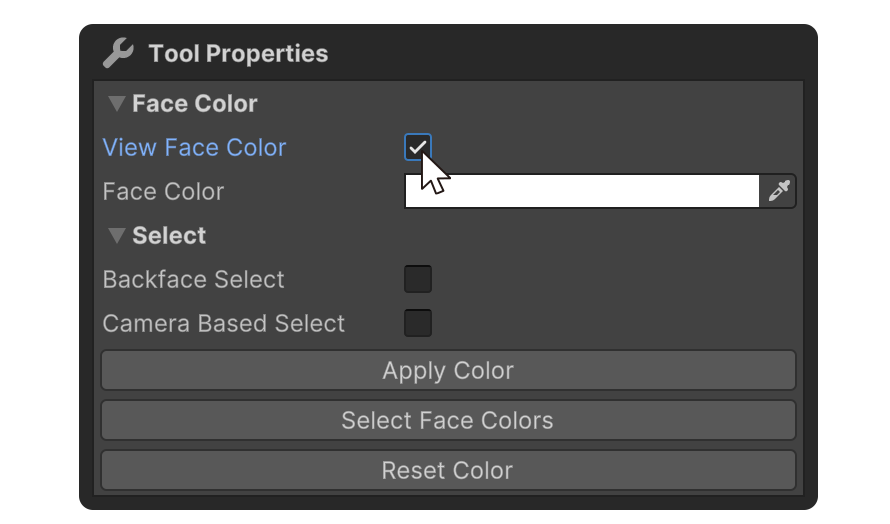 Tool Properties
Face Color
View Face Color
Face Color
Select
Backface Select
Camera Based Select
Apply Color
Select Face Colors
Reset Color